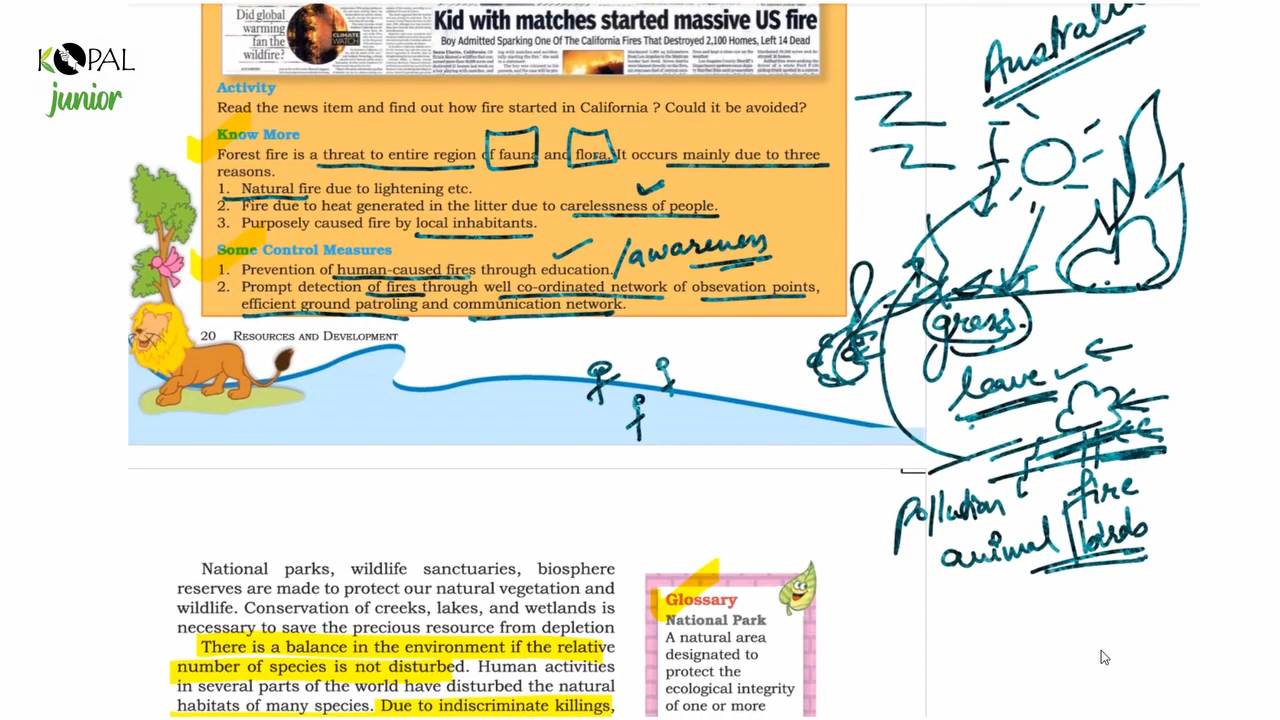 KOPAL
junior
Did global
warming
fan the
wildfire?
CLIMATE
WATCH
Kid with matches started massive US fire
Boy Admitted Sparking One Of The California Fires That Destroyed 2,100 Homes, Left 14 Dead
Activity
Read the news item and find out how fire started in California ? Could it be avoided?
Know More
Forest fire is a threat to entire region of fauna and flora. It occurs mainly due to three
reasons.
1. Natural fire due to lightening etc.
2. Fire due to heat generated in the litter due to carelessness of people.
3. Purposely caused fire by local inhabitants.
Some Control Measures
1. Prevention of human-caused fires through education. /awareness
2. Prompt detection of fires through well co-ordinated network of obsevation points,
efficient ground patroling and communication network.
20 RESOURCES AND DEVELOPMENT
leave
pollution fire
animal birds
National parks, wildlife sanctuaries, biosphere
reserves are made to protect our natural vegetation and
wildlife. Conservation of creeks, lakes, and wetlands is
necessary to save the precious resource from depletion
There is a balance in the environment if the relative
number of species is not disturbed. Human activities
in several parts of the world have disturbed the natural
habitats of many species. Due to indiscriminate killings,
Glossary
National Park
A natural area
designated to
protect the
ecological integrity
of one or more